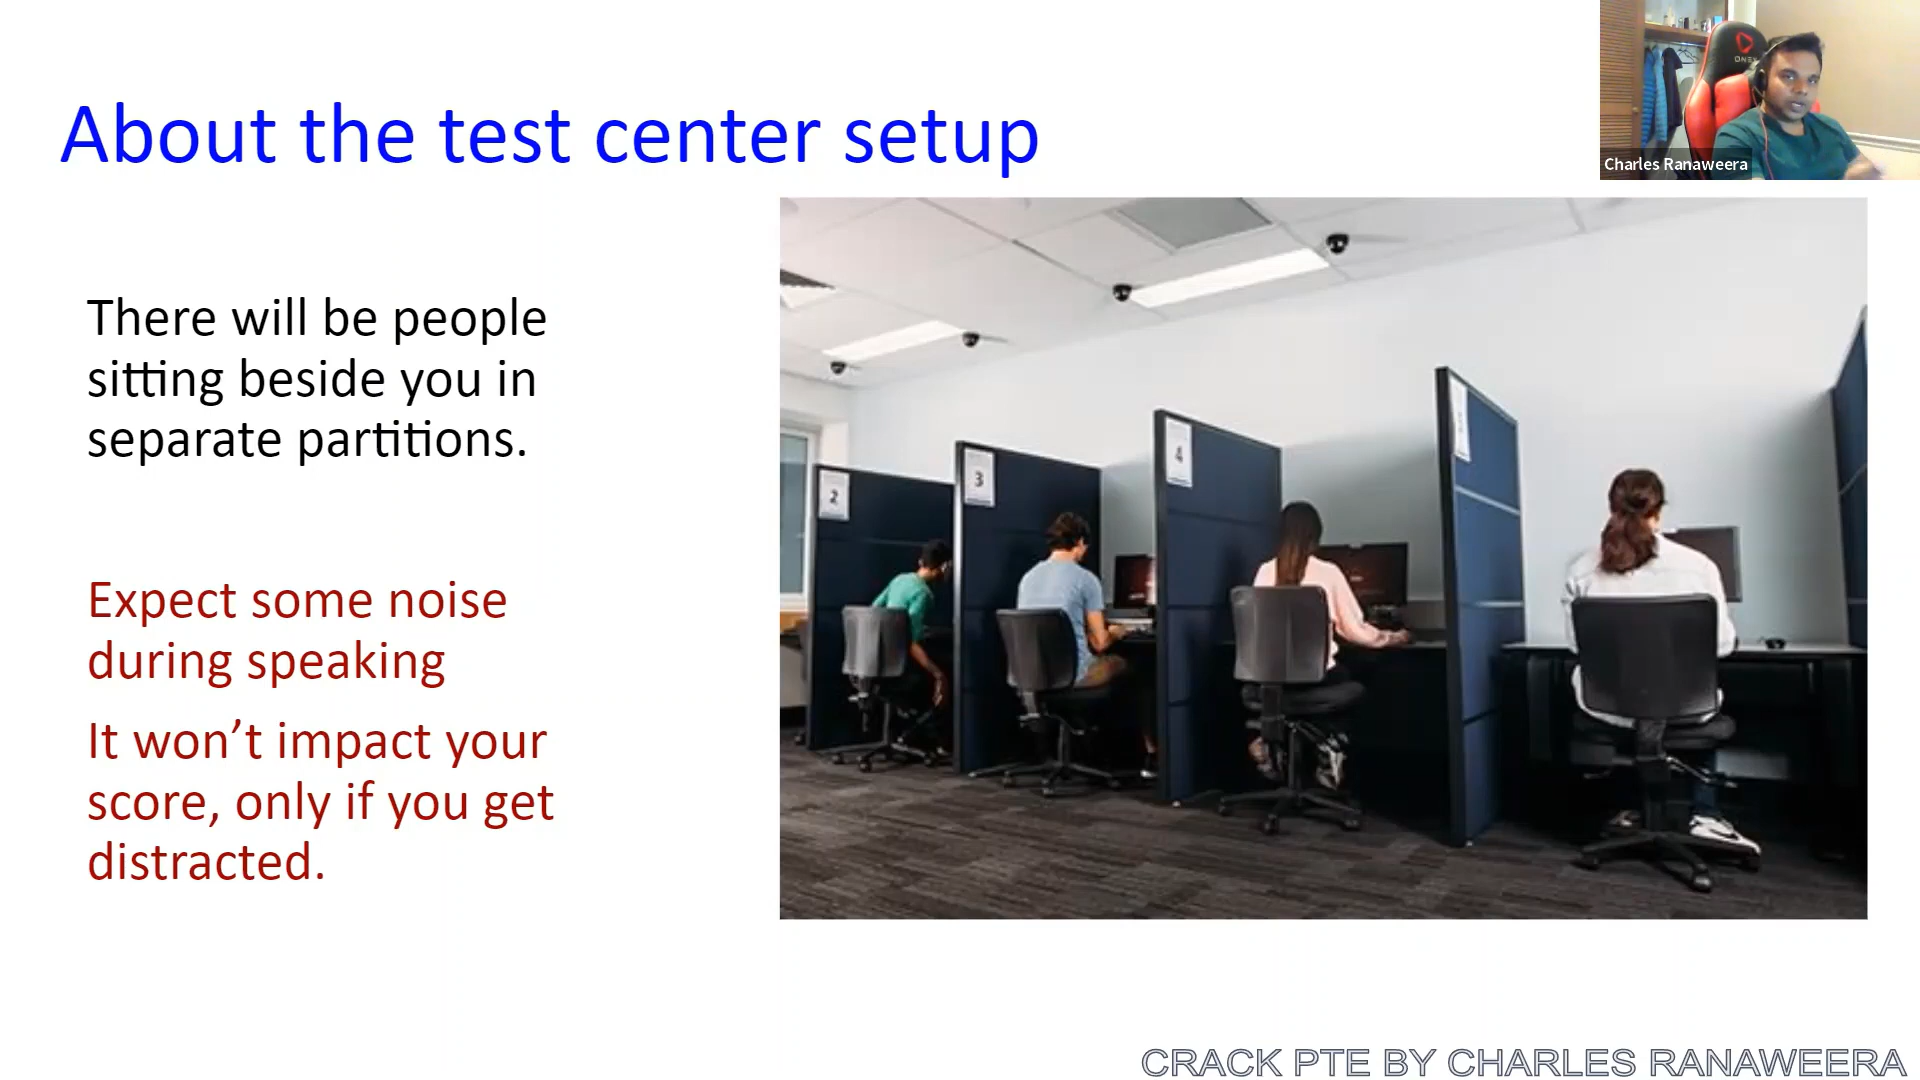 About the test center setup
Charles Ranaweera
There will be people
sitting beside you in
separate partitions.
Expect some noise
during speaking
It won’t impact your
score, only if you get
distracted.
2
3
4
CRACK PTE BY CHARLES RANAWEERA